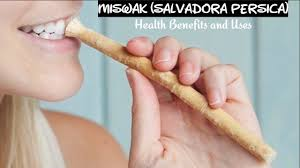 MISWAK (SALVADORA PERSICA)
Health Benefits and Uses